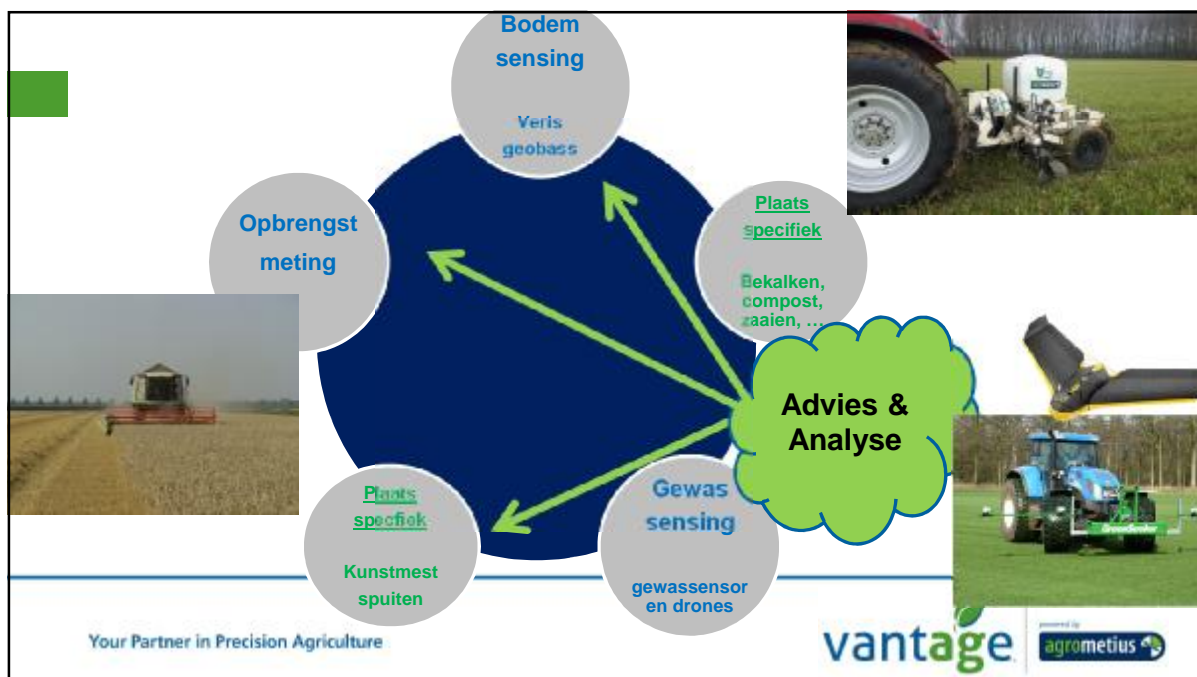 Bodem
sensing
Veris
geobass
Plaats
specifiek
Bekalken,
compost,
zaaien, ...
Opbrengst
meting
Advies &
Analyse
Gewas
sensing
gewassensor
en drones
Plaats
specfiek
Kunstmest
spuiten
GreenSeeker
Your Partner in Precision Agriculture
vantage
powered by
agrometius